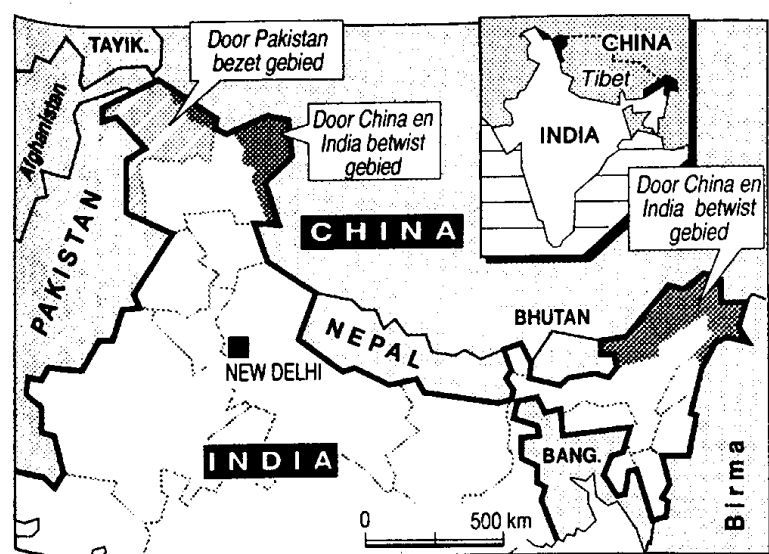 TAYIK.
Door Pakistan
bezet gebied
Afghanistan
Door China en
India betwist
gebied
CHINA
Tibet
INDIA
Door China en
India betwist
gebied
PAKISTAN
CHINA
NEPAL
BHUTAN
NEW DELHI
INDIA
BANG.
Birma
0 500 km